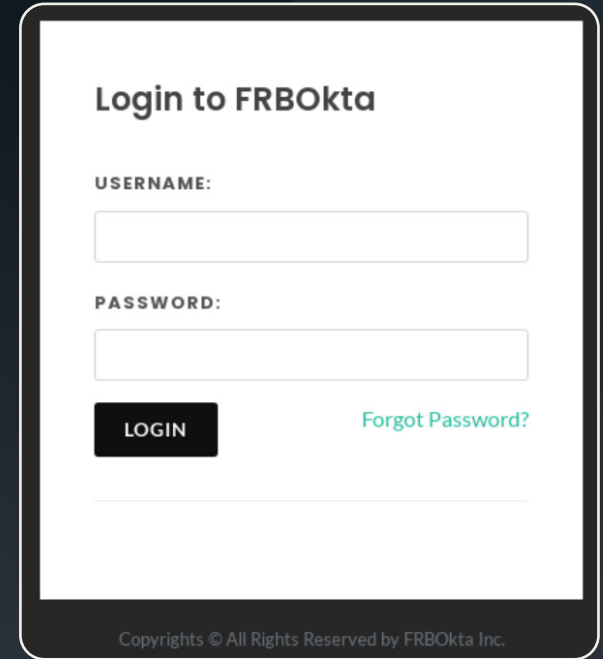 Login to FRBOkta
USERNAME:
PASSWORD:
LOGIN
Forgot Password?
Copyrights © All Rights Reserved by FRBOkta Inc.